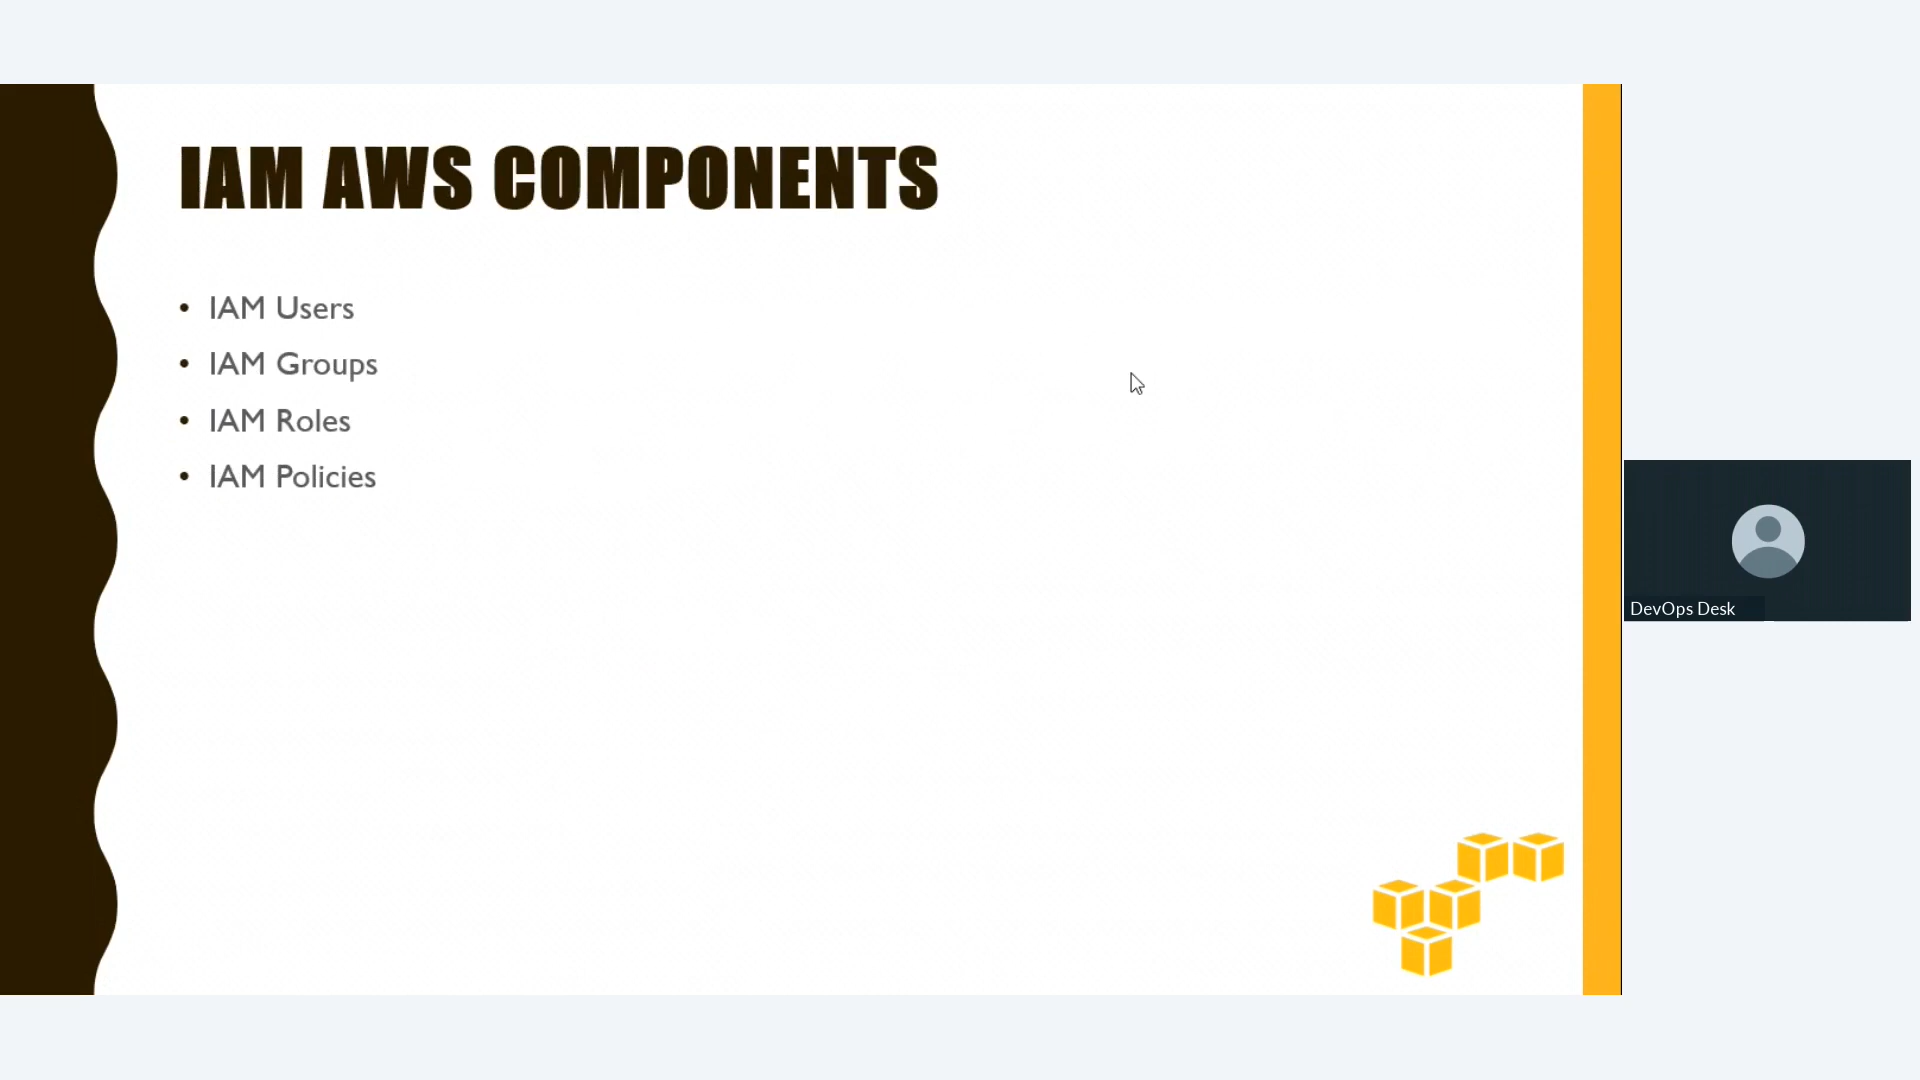 IAM AWS COMPONENTS
• IAM Users
• IAM Groups
• IAM Roles
• IAM Policies
DevOps Desk